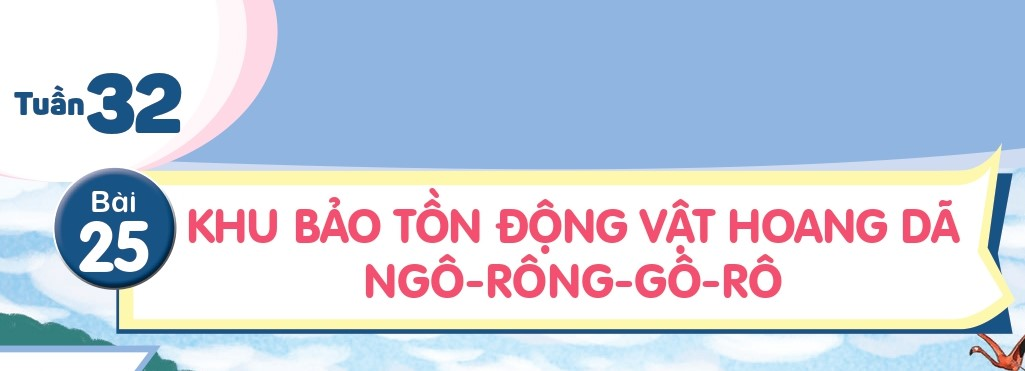 Tuần 32
Bài 25
KHU BẢO TỒN ĐỘNG VẬT HOANG DÃ
NGÔ-RÔNG-GÔ-RÔ